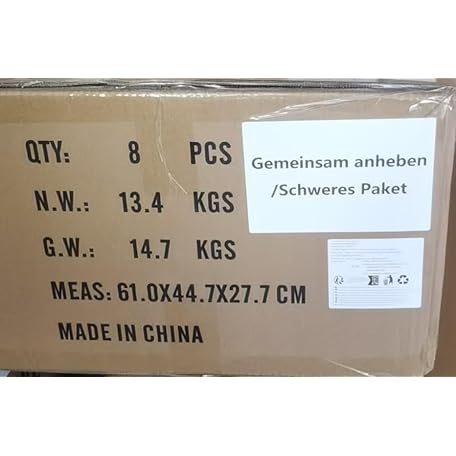 QTY: 8 PCS
N.W.: 13.4 KGS
G.W.: 14.7 KGS
MEAS: 61.0X44.7X27.7 CM
MADE IN CHINA
Gemeinsam anheben
/Schweres Paket